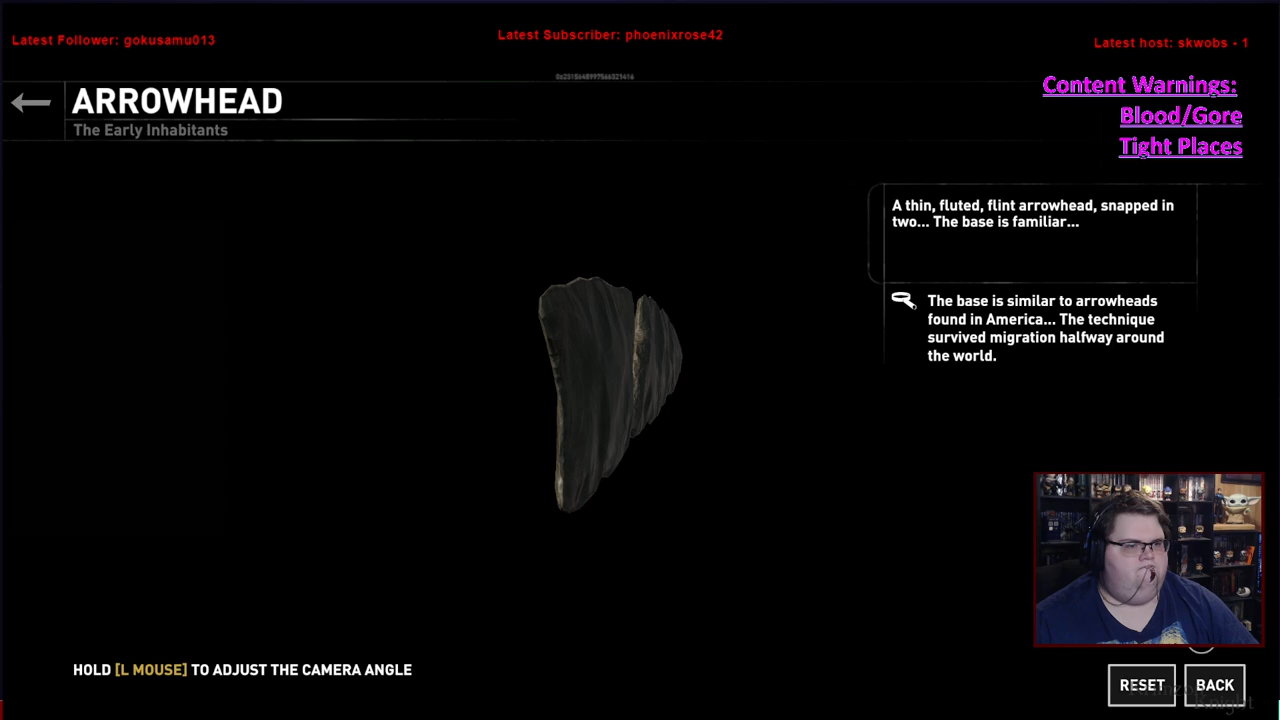 Latest Follower: gokusamu013
Latest Subscriber: phoenixrose42
Latest host: skwobs - 1
ARROWHEAD
The Early Inhabitants
Content Warnings:
Blood/Gore
Tight Places
A thin, fluted, flint arrowhead, snapped in
two... The base is familiar...
The base is similar to arrowheads
found in America... The technique
survived migration halfway around
the world.
HOLD [L MOUSE] TO ADJUST THE CAMERA ANGLE
RESET
BACK